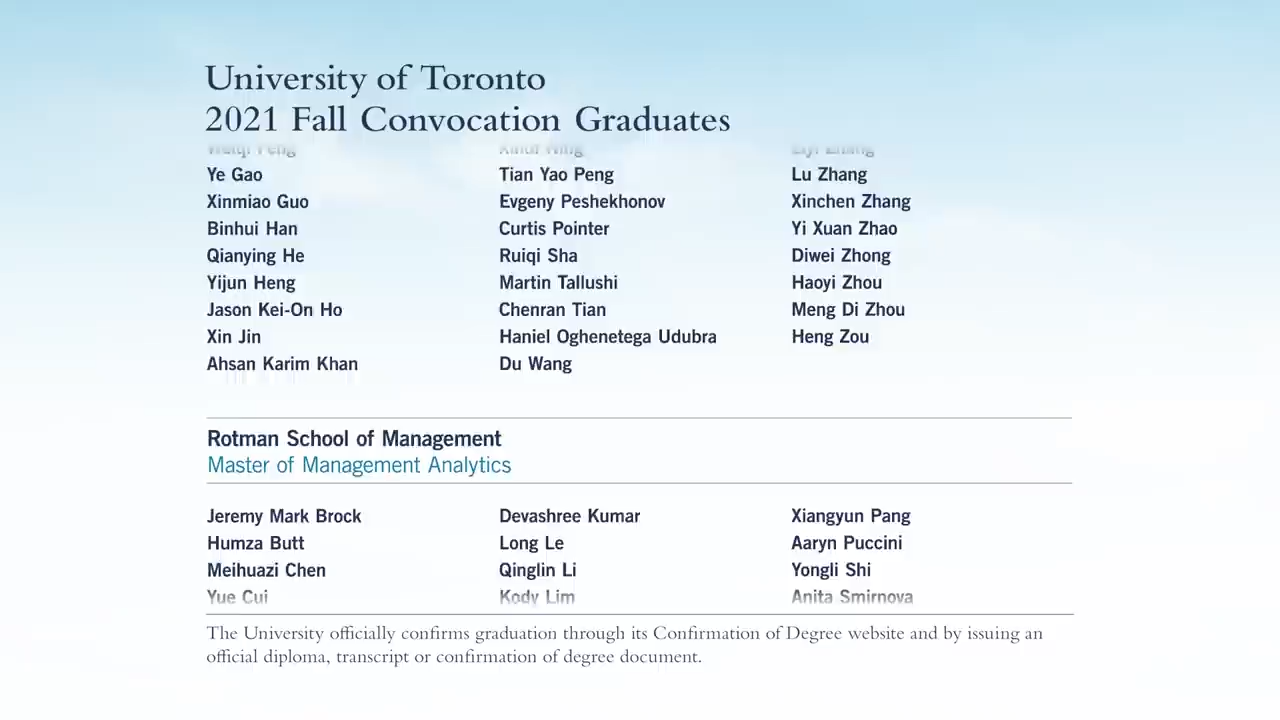 University of Toronto
2021 Fall Convocation Graduates
Ye Gao
Xinmiao Guo
Binhui Han
Qianying He
Yijun Heng
Jason Kei-On Ho
Xin Jin
Ahsan Karim Khan
Tian Yao Peng
Evgeny Peshekhonov
Curtis Pointer
Ruiqi Sha
Martin Tallushi
Chenran Tian
Haniel Oghenetega Udubra
Du Wang
Lu Zhang
Xinchen Zhang
Yi Xuan Zhao
Diwei Zhong
Haoyi Zhou
Meng Di Zhou
Heng Zou
Rotman School of Management
Master of Management Analytics
Jeremy Mark Brock
Humza Butt
Meihuazi Chen
Yue Cui
Devashree Kumar
Long Le
Qinglin Li
Kody Lim
Xiangyun Pang
Aaryn Puccini
Yongli Shi
Anita Smirnova
The University officially confirms graduation through its Confirmation of Degree website and by issuing an
official diploma, transcript or confirmation of degree document.